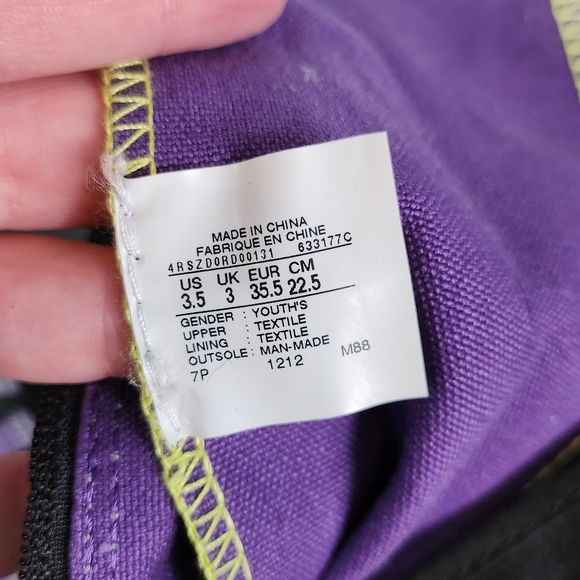 MADE IN CHINA
FABRIQUE EN CHINE
4RSZD0RD00131 633177C
US UK EUR CM
3.5 3 35.5 22.5
GENDER : YOUTH'S
UPPER : TEXTILE
LINING : TEXTILE
OUTSOLE : MAN-MADE
7P 1212 M88